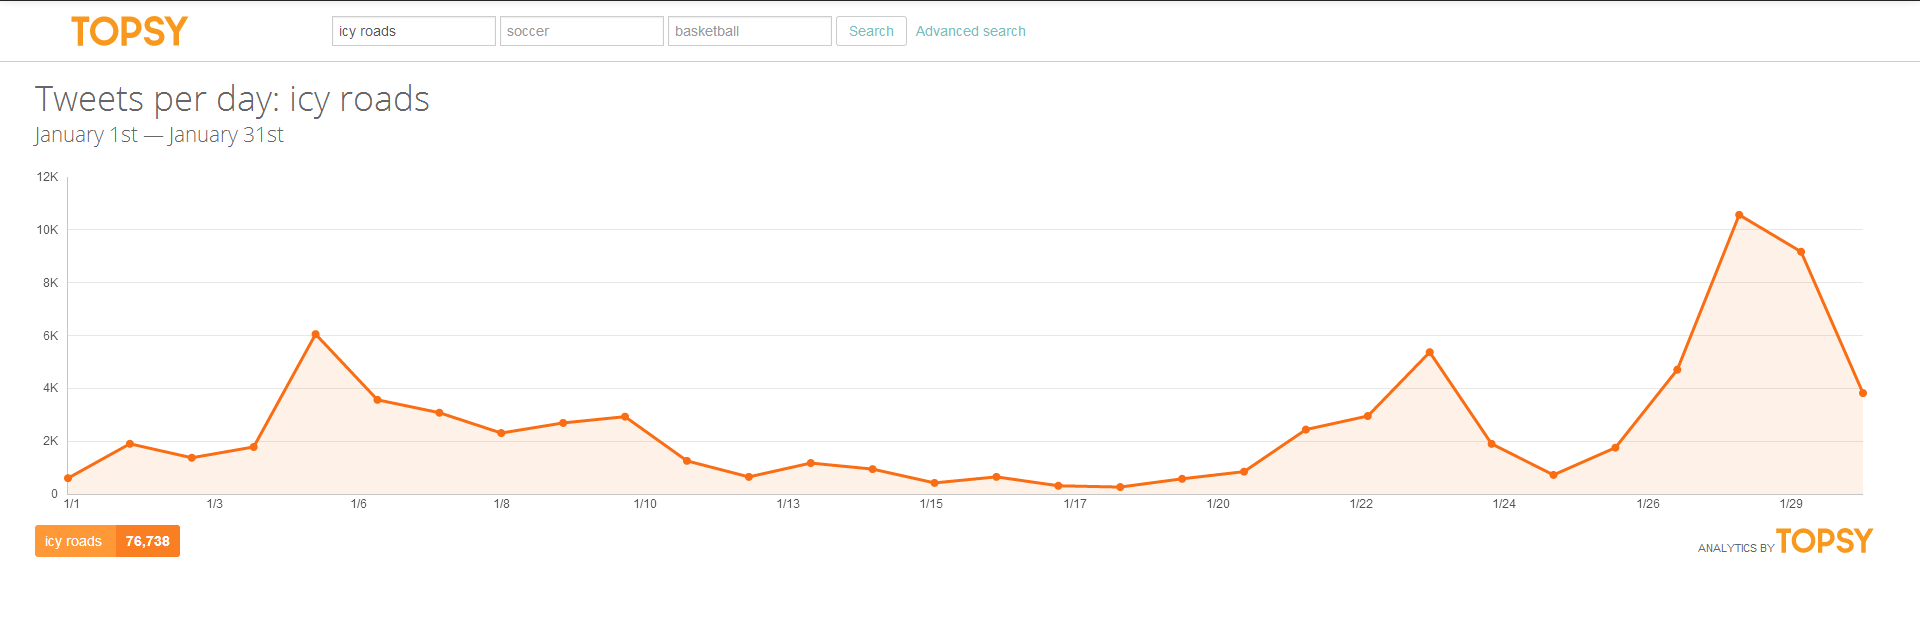 TOPSY icy roads soccer basketball Search Advanced search
Tweets per day: icy roads
January 1st — January 31st
12K
10K
8K
6K
4K
2K
0
1/1 1/3 1/6 1/8 1/10 1/13 1/15 1/17 1/20 1/22 1/24 1/26 1/29
icy roads 76,738
ANALYTICS BY TOPSY